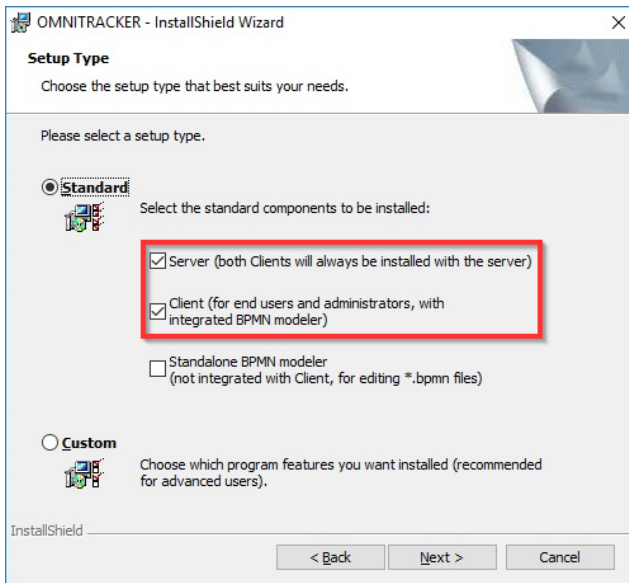 OMNITRACKER - InstallShield Wizard
Setup Type
Choose the setup type that best suits your needs.
Please select a setup type.
Standard
Select the standard components to be installed:
Server (both Clients will always be installed with the server)
Client (for end users and administrators, with
integrated BPMN modeler)
Standalone BPMN modeler
(not integrated with Client, for editing *.bpmn files)
Custom
Choose which program features you want installed (recommended
for advanced users).
InstallShield
< Back
Next >
Cancel